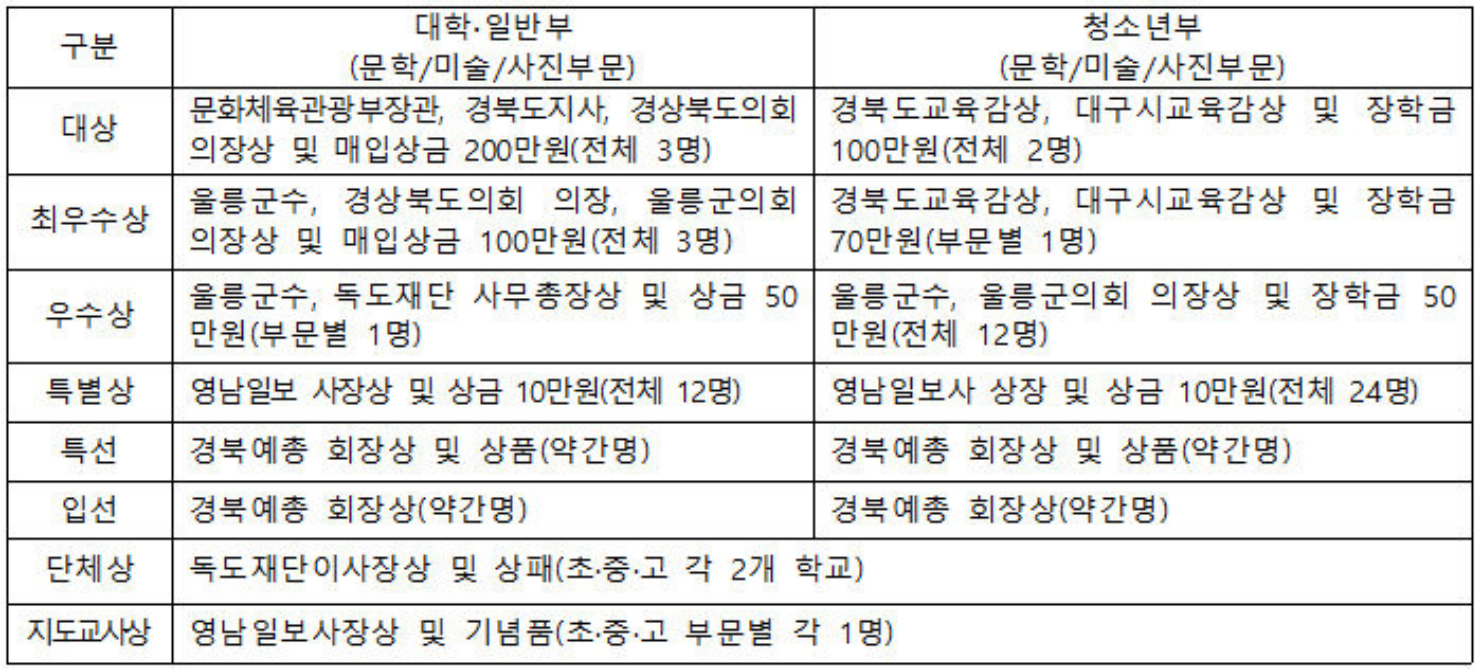 구분
대학·일반부
(문학/미술/사진부문)
청소년부
(문학/미술/사진부문)
대상
문화체육관광부장관, 경북도지사, 경상북도의회
의장상 및 매입상금 200만원(전체 3명)
경북도교육감상, 대구시교육감상 및 장학금
100만원(전체 2명)
최우수상
울릉군수, 경상북도의회 의장, 울릉군의회
의장상 및 매입상금 100만원(전체 3명)
경북도교육감상, 대구시교육감상 및 장학금
70만원(부문별 1명)
우수상
울릉군수, 독도재단 사무총장상 및 상금 50
만원(부문별 1명)
울릉군수, 울릉군의회 의장상 및 장학금 50
만원(전체 12명)
특별상
영남일보 사장상 및 상금 10만원(전체 12명)
영남일보사 상장 및 상금 10만원(전체 24명)
특선
경북예총 회장상 및 상품(약간명)
경북예총 회장상 및 상품(약간명)
입선
경북예총 회장상(약간명)
경북예총 회장상(약간명)
단체상
독도재단이사장상 및 상패(초·중·고 각 2개 학교)
지도교사상
영남일보사장상 및 기념품(초·중·고 부문별 각 1명)